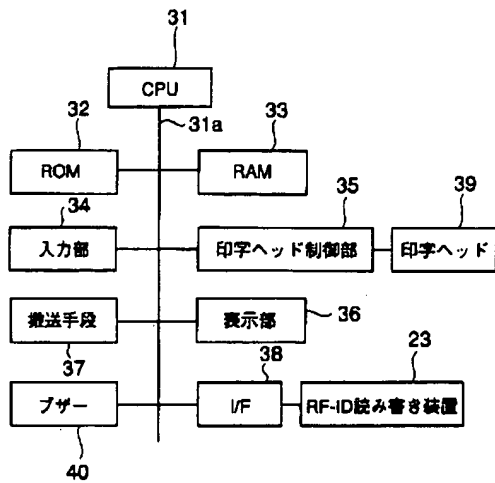 31
CPU
31a
32
33
ROM
RAM
34
35
39
入力部
印字ヘッド制御部
印字ヘッド
搬送手段
表示部
36
37
38
23
ブザー
I/F
RF-ID読み書き装置
40